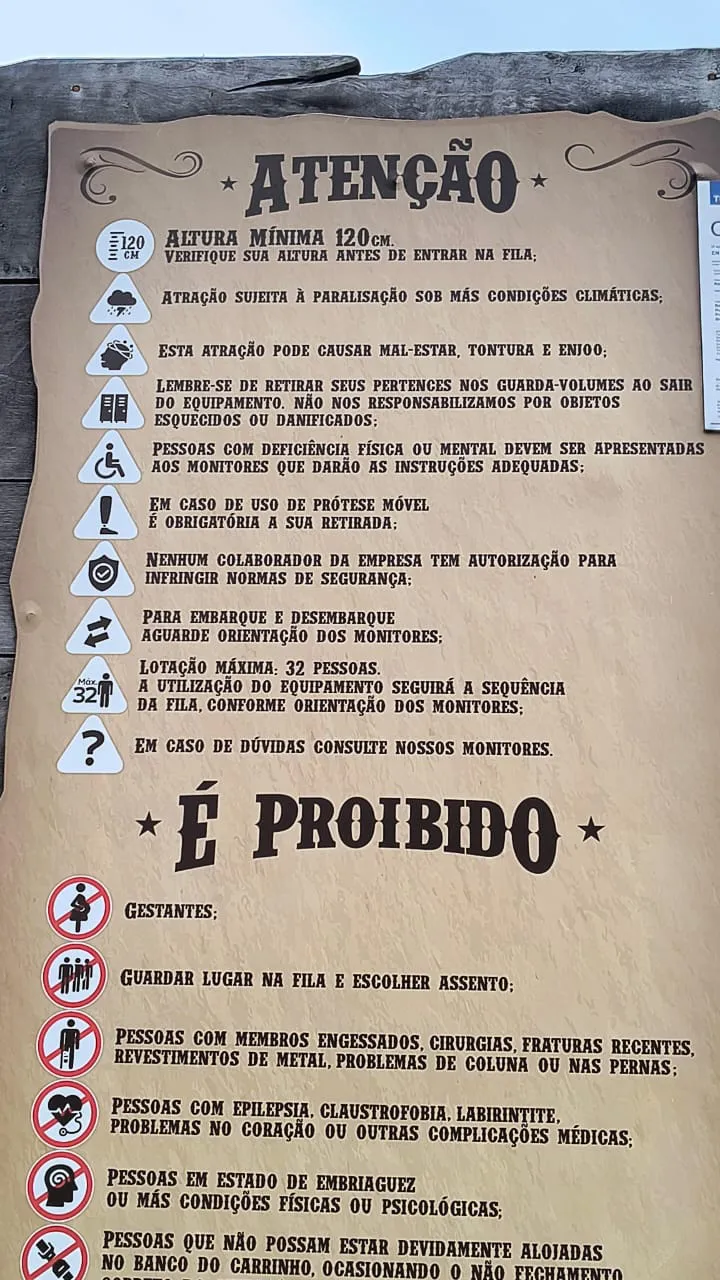 ATENÇÃO
120
CM
ALTURA MÍNIMA 120CM.
VERIFIQUE SUA ALTURA ANTES DE ENTRAR NA FILA;
ATRAÇÃO SUJEITA À PARALISAÇÃO SOB MÁS CONDIÇÕES CLIMÁTICAS;
ESTA ATRAÇÃO PODE CAUSAR MAL-ESTAR, TONTURA E ENJOO;
LEMBRE-SE DE RETIRAR SEUS PERTENCES NOS GUARDA-VOLUMES AO SAIR
DO EQUIPAMENTO. NÃO NOS RESPONSABILIZAMOS POR OBJETOS
ESQUECIDOS OU DANIFICADOS;
PESSOAS COM DEFICIÊNCIA FÍSICA OU MENTAL DEVEM SER APRESENTADAS
AOS MONITORES QUE DARÃO AS INSTRUÇÕES ADEQUADAS;
EM CASO DE USO DE PRÓTESE MÓVEL
É OBRIGATÓRIA A SUA RETIRADA;
NENHUM COLABORADOR DA EMPRESA TEM AUTORIZAÇÃO PARA
INFRINGIR NORMAS DE SEGURANÇA;
PARA EMBARQUE E DESEMBARQUE
AGUARDE ORIENTAÇÃO DOS MONITORES;
Máx.
32
LOTAÇÃO MÁXIMA: 32 PESSOAS.
A UTILIZAÇÃO DO EQUIPAMENTO SEGUIRÁ A SEQUÊNCIA
DA FILA, CONFORME ORIENTAÇÃO DOS MONITORES;
?
EM CASO DE DÚVIDAS CONSULTE NOSSOS MONITORES.
É PROIBIDO
GESTANTES;
GUARDAR LUGAR NA FILA E ESCOLHER ASSENTO;
PESSOAS COM MEMBROS ENGESSADOS, CIRURGIAS, FRATURAS RECENTES,
REVESTIMENTOS DE METAL, PROBLEMAS DE COLUNA OU NAS PERNAS;
PESSOAS COM EPILEPSIA, CLAUSTROFOBIA, LABIRINTITE,
PROBLEMAS NO CORAÇÃO OU OUTRAS COMPLICAÇÕES MÉDICAS;
PESSOAS EM ESTADO DE EMBRIAGUEZ
OU MÁS CONDIÇÕES FÍSICAS OU PSICOLÓGICAS;
PESSOAS QUE NÃO POSSAM ESTAR DEVIDAMENTE ALOJADAS
NO BANCO DO CARRINHO, OCASIONANDO O NÃO FECHAMENTO